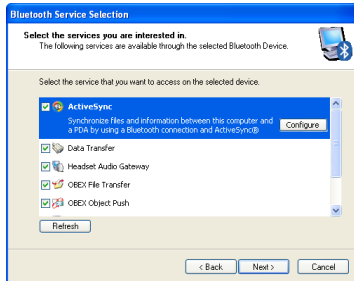 Bluetooth Service Selection
Select the services you are interested in.
The following services are available through the selected Bluetooth Device.
Select the service that you want to access on the selected device.
ActiveSync
Synchronize files and information between this computer and
a PDA by using a Bluetooth connection and ActiveSync®
Configure
Data Transfer
Headset Audio Gateway
OBEX File Transfer
OBEX Object Push
Refresh
< Back
Next >
Cancel